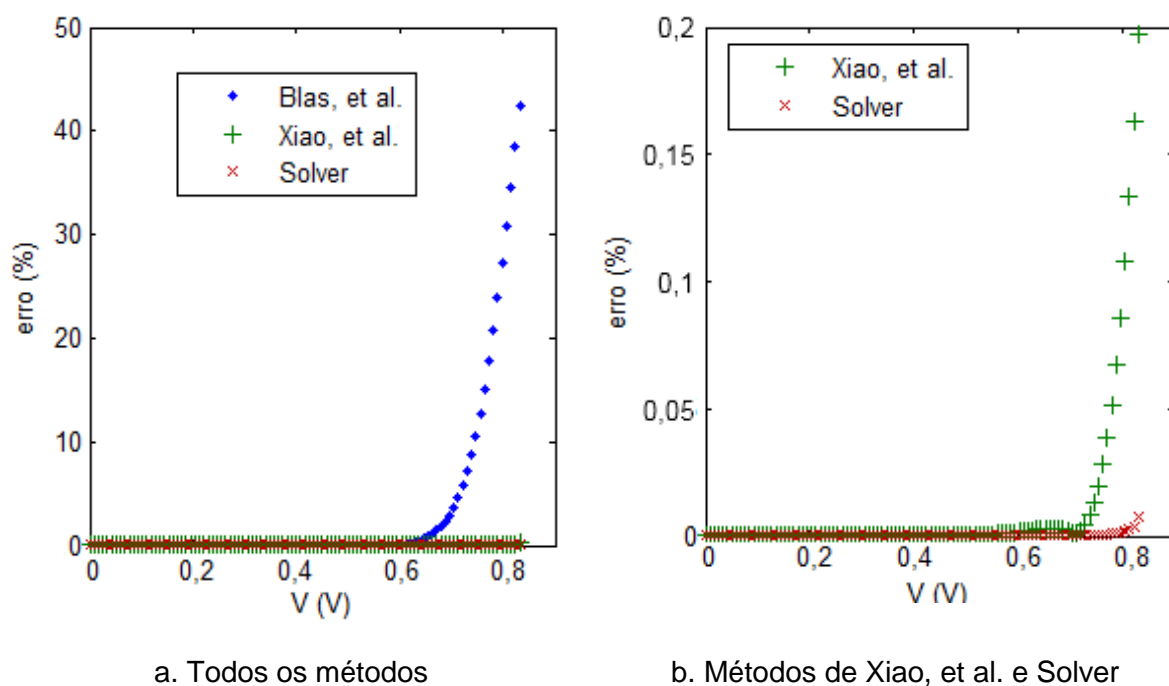 50
40
30
20
10
0
erro (%)
Blas, et al.
Xiao, et al.
Solver
0 0,2 0,4 0,6 0,8
V (V)
a. Todos os métodos
0,2
0,15
0,1
0,05
0
erro (%)
Xiao, et al.
Solver
0 0,2 0,4 0,6 0,8
V (V)
b. Métodos de Xiao, et al. e Solver